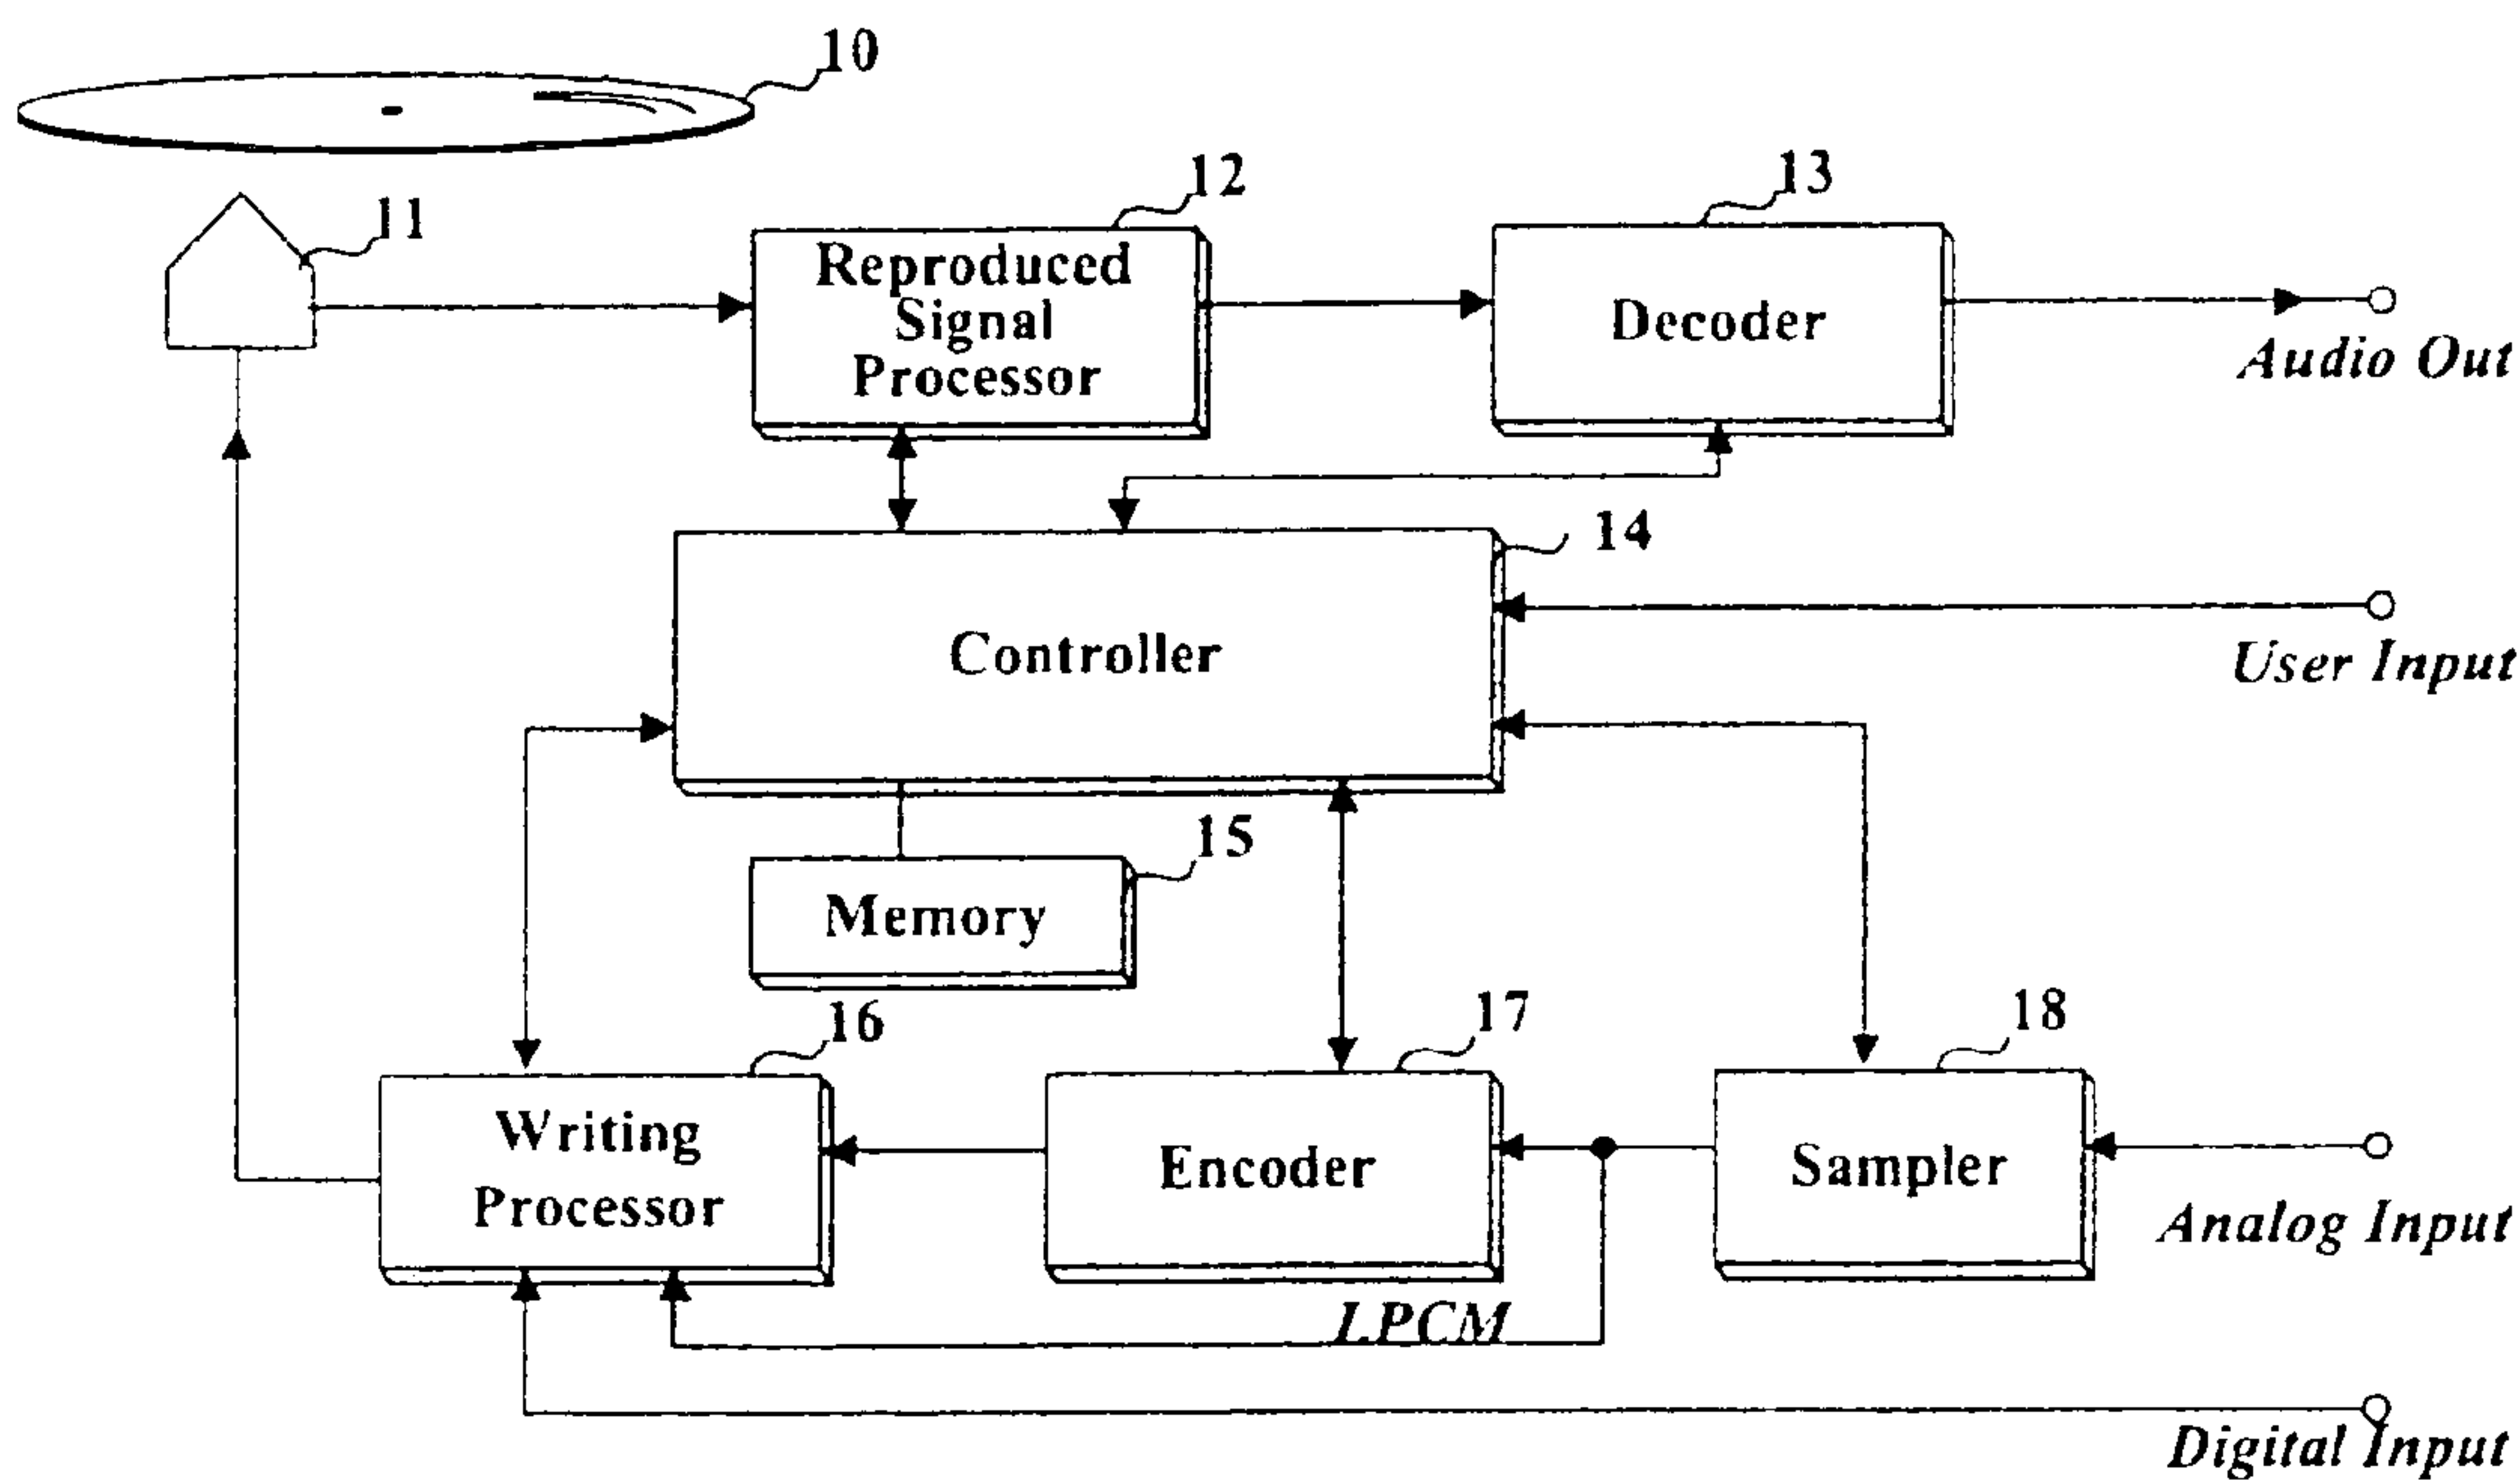 10
11
12
13
Reproduced
Signal
Processor
Decoder
Audio Out
14
Controller
User Input
15
Memory
16
17
18
Writing
Processor
Encoder
Sampler
Analog Input
LPCM
Digital Input